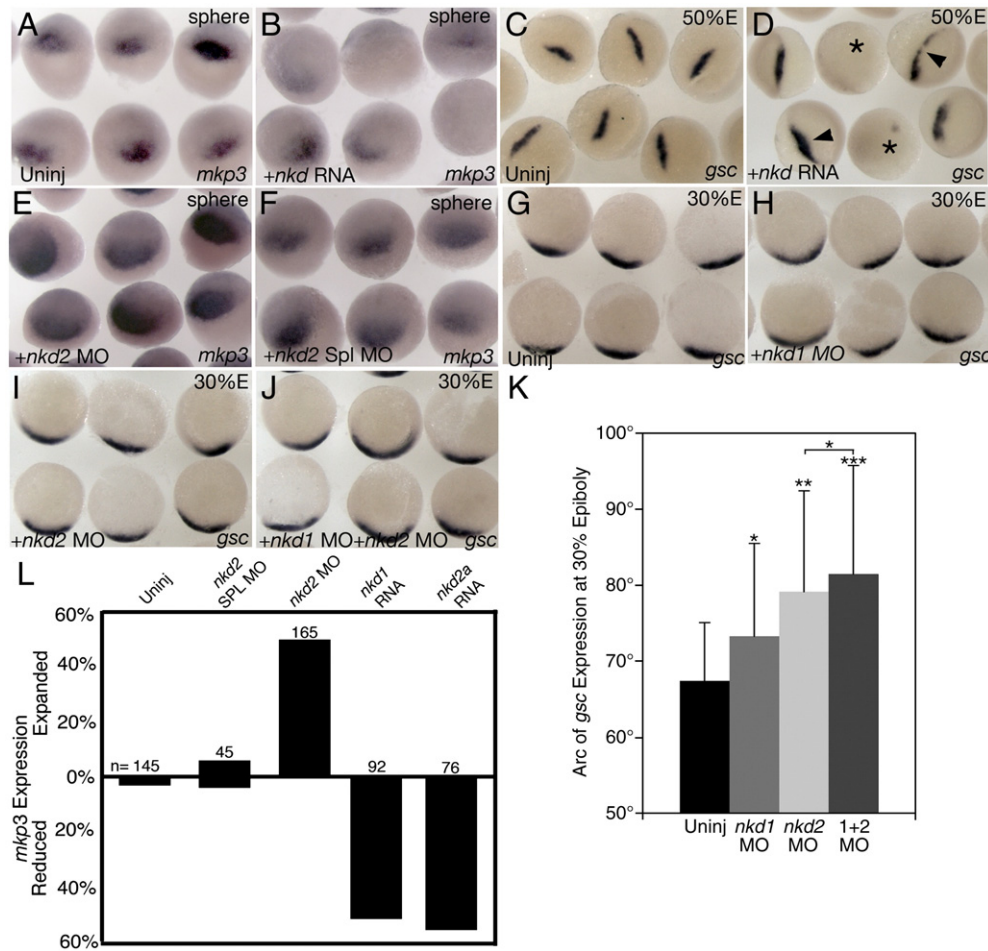 A
sphere
Uninj
mkp3
B
sphere
+nkd RNA
mkp3
C
50%E
Uninj
gsc
D
50%E
*
*
+nkd RNA
gsc
E
sphere
+nkd2 MO
mkp3
F
sphere
+nkd2 Spl MO
mkp3
G
30%E
Uninj
gsc
H
30%E
+nkd1 MO
gsc
I
30%E
+nkd2 MO
gsc
J
30%E
+nkd1 MO+nkd2 MO
gsc
K
Arc of gsc Expression at 30% Epiboly
100°
90°
80°
70°
60°
50°
*
**
*
***
Uninj
nkd1 MO
nkd2 MO
1+2 MO
L
Uninj
nkd2
SPL MO
nkd2 MO
nkd1
RNA
nkd2a
RNA
mkp3 Expression
Reduced Expanded
60%
40%
20%
0%
20%
40%
60%
n= 145
45
165
92
76